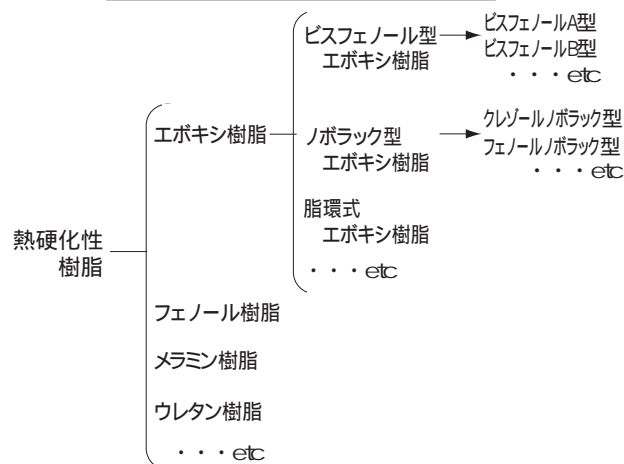 ビスフェノール型
エボキシ樹脂
ビスフェノールA型
ビスフェノールB型
・・・etc
エボキシ樹脂
ノボラック型
エボキシ樹脂
クレゾールノボラック型
フェノールノボラック型
・・・etc
脂環式
エボキシ樹脂
・・・etc
熱硬化性
樹脂
フェノール樹脂
メラミン樹脂
ウレタン樹脂
・・・etc